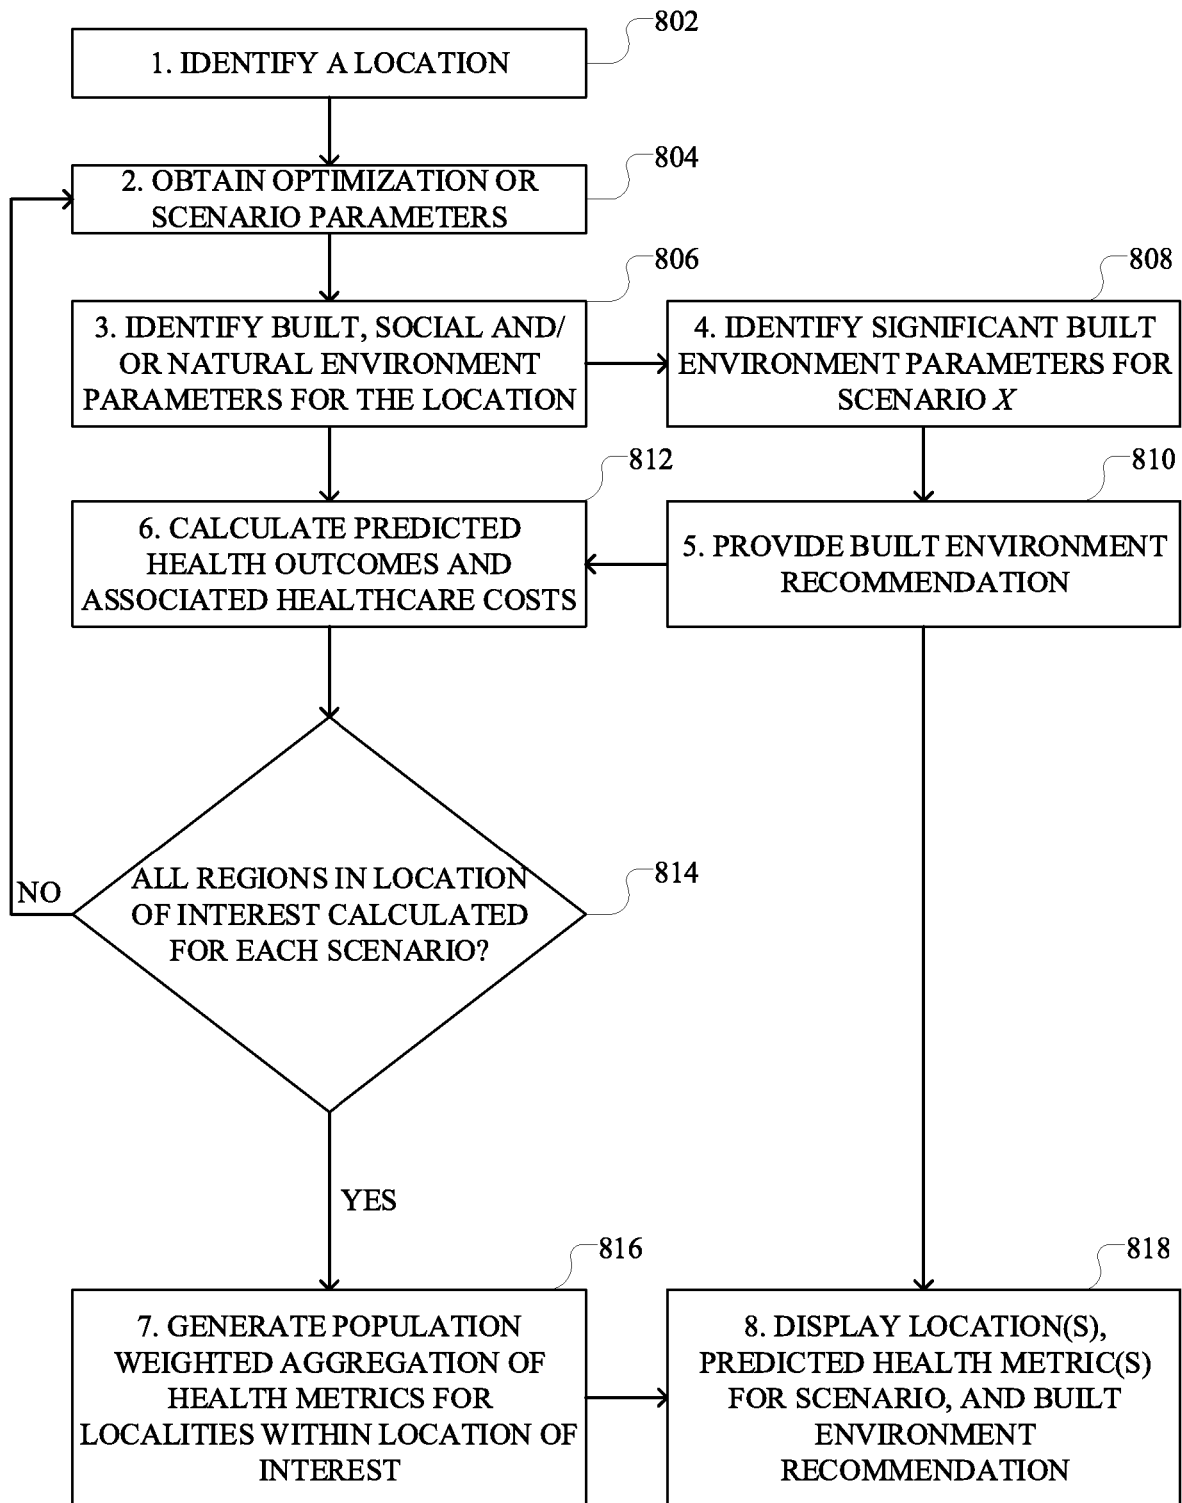 802
1. IDENTIFY A LOCATION
804
2. OBTAIN OPTIMIZATION OR
SCENARIO PARAMETERS
806
3. IDENTIFY BUILT, SOCIAL AND/
OR NATURAL ENVIRONMENT
PARAMETERS FOR THE LOCATION
808
4. IDENTIFY SIGNIFICANT BUILT
ENVIRONMENT PARAMETERS FOR
SCENARIO X
812
6. CALCULATE PREDICTED
HEALTH OUTCOMES AND
ASSOCIATED HEALTHCARE COSTS
810
5. PROVIDE BUILT ENVIRONMENT
RECOMMENDATION
NO
ALL REGIONS IN LOCATION
OF INTEREST CALCULATED
FOR EACH SCENARIO?
814
YES
816
7. GENERATE POPULATION
WEIGHTED AGGREGATION OF
HEALTH METRICS FOR
LOCALITIES WITHIN LOCATION OF
INTEREST
818
8. DISPLAY LOCATION(S),
PREDICTED HEALTH METRIC(S)
FOR SCENARIO, AND BUILT
ENVIRONMENT
RECOMMENDATION